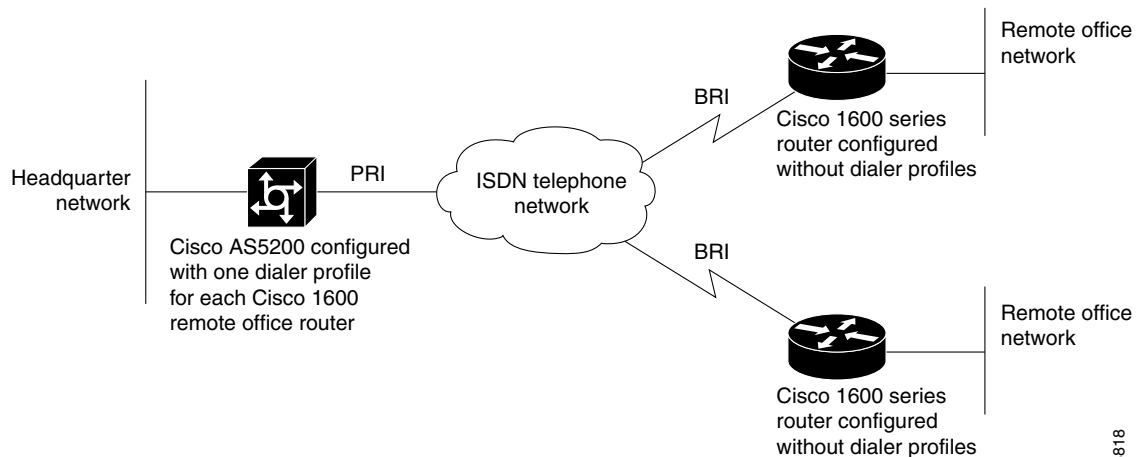 Remote office
network
BRI
Cisco 1600 series
router configured
without dialer profiles
Headquarter
network
PRI
ISDN telephone
network
Cisco AS5200 configured
with one dialer profile
for each Cisco 1600
remote office router
BRI
Remote office
network
Cisco 1600 series
router configured
without dialer profiles
818